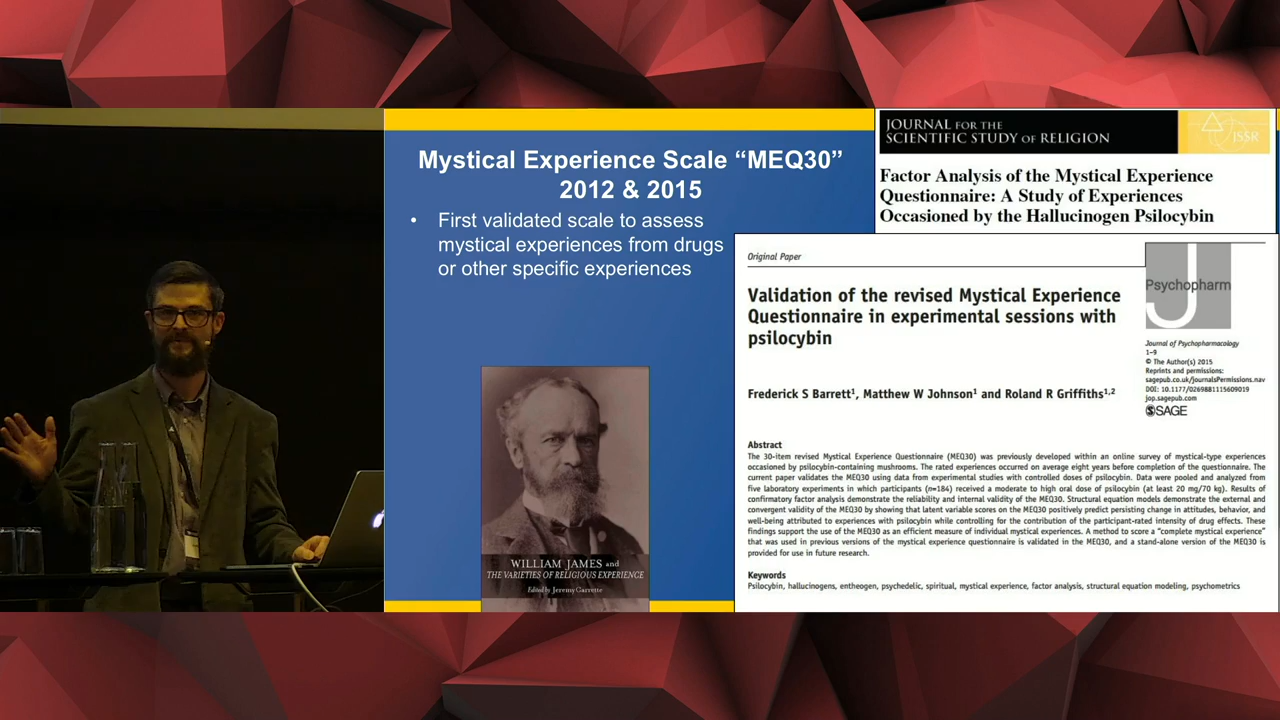 Mystical Experience Scale “MEQ30”
2012 & 2015
• First validated scale to assess
mystical experiences from drugs
or other specific experiences
WILLIAM JAMES and
THE VARIETIES OF RELIGIOUS EXPERIENCE
Edited by Jeremy Carrette
JOURNAL FOR THE
SCIENTIFIC STUDY OF RELIGION
ISSR
Factor Analysis of the Mystical Experience
Questionnaire: A Study of Experiences
Occasioned by the Hallucinogen Psilocybin
Original Paper
Validation of the revised Mystical Experience
Questionnaire in experimental sessions with
psilocybin
J
Psychopharm
Journal of Psychopharmacology
1–9
© The Author(s) 2015
Reprints and permissions:
sagepub.co.uk/journalsPermissions.nav
DOI: 10.1177/0269881115609019
jop.sagepub.com
SAGE
Frederick S Barrett1, Matthew W Johnson1 and Roland R Griffiths1,2
Abstract
The 30-item revised Mystical Experience Questionnaire (MEQ30) was previously developed within an online survey of mystical-type experiences
occasioned by psilocybin-containing mushrooms. The rated experiences occurred on average eight years before completion of the questionnaire. The
current paper validates the MEQ30 using data from experimental studies with controlled doses of psilocybin. Data were pooled and analyzed from
five laboratory experiments in which participants (n=184) received a moderate to high oral dose of psilocybin (at least 20 mg/70 kg). Results of
confirmatory factor analysis demonstrate the reliability and internal validity of the MEQ30. Structural equation models demonstrate the external and
convergent validity of the MEQ30 by showing that latent variable scores on the MEQ30 positively predict persisting change in attitudes, behavior, and
well-being attributed to experiences with psilocybin while controlling for the contribution of the participant-rated intensity of drug effects. These
findings support the use of the MEQ30 as an efficient measure of individual mystical experiences. A method to score a “complete mystical experience”
that was used in previous versions of the mystical experience questionnaire is validated in the MEQ30, and a stand-alone version of the MEQ30 is
provided for use in future research.
Keywords
Psilocybin, hallucinogens, entheogen, psychedelic, spiritual, mystical experience, factor analysis, structural equation modeling, psychometrics